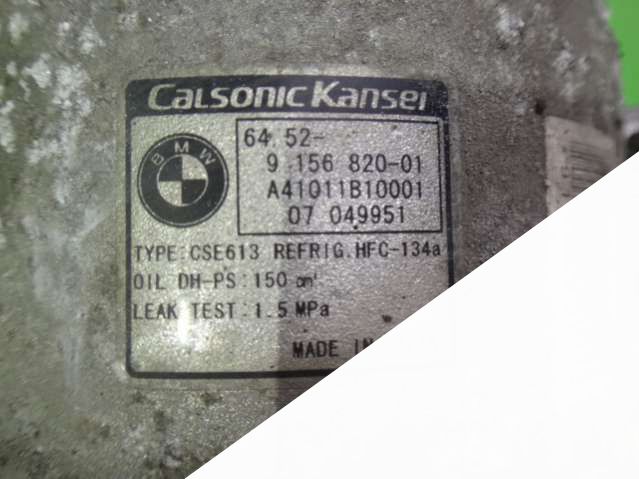 CALSONIC KANSEI
BMW
64 52-
9 156 820-01
A41011B10001
07 049951
TYPE:CSE613 REFRIG.HFC-134a
OIL DH-PS:150 cm³
LEAK TEST:1.5 MPa
MADE IN